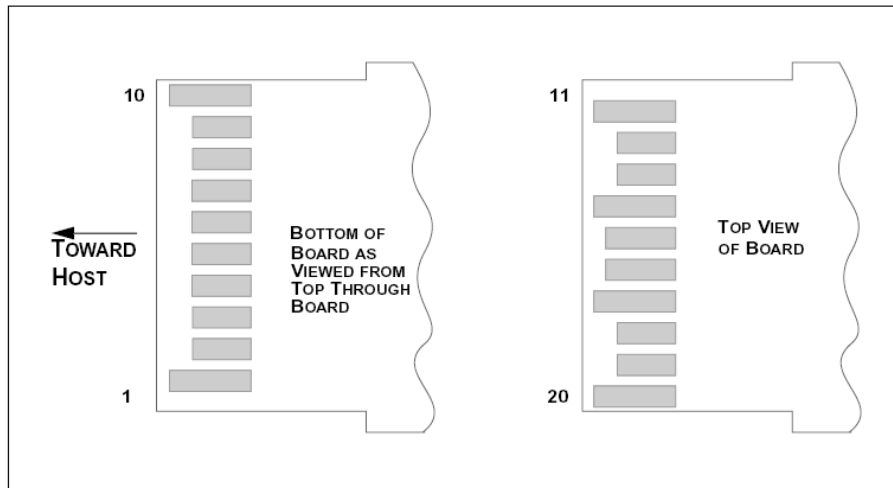 10
1
TOWARD
HOST
BOTTOM OF
BOARD AS
VIEWED FROM
TOP THROUGH
BOARD
11
20
TOP VIEW
OF BOARD